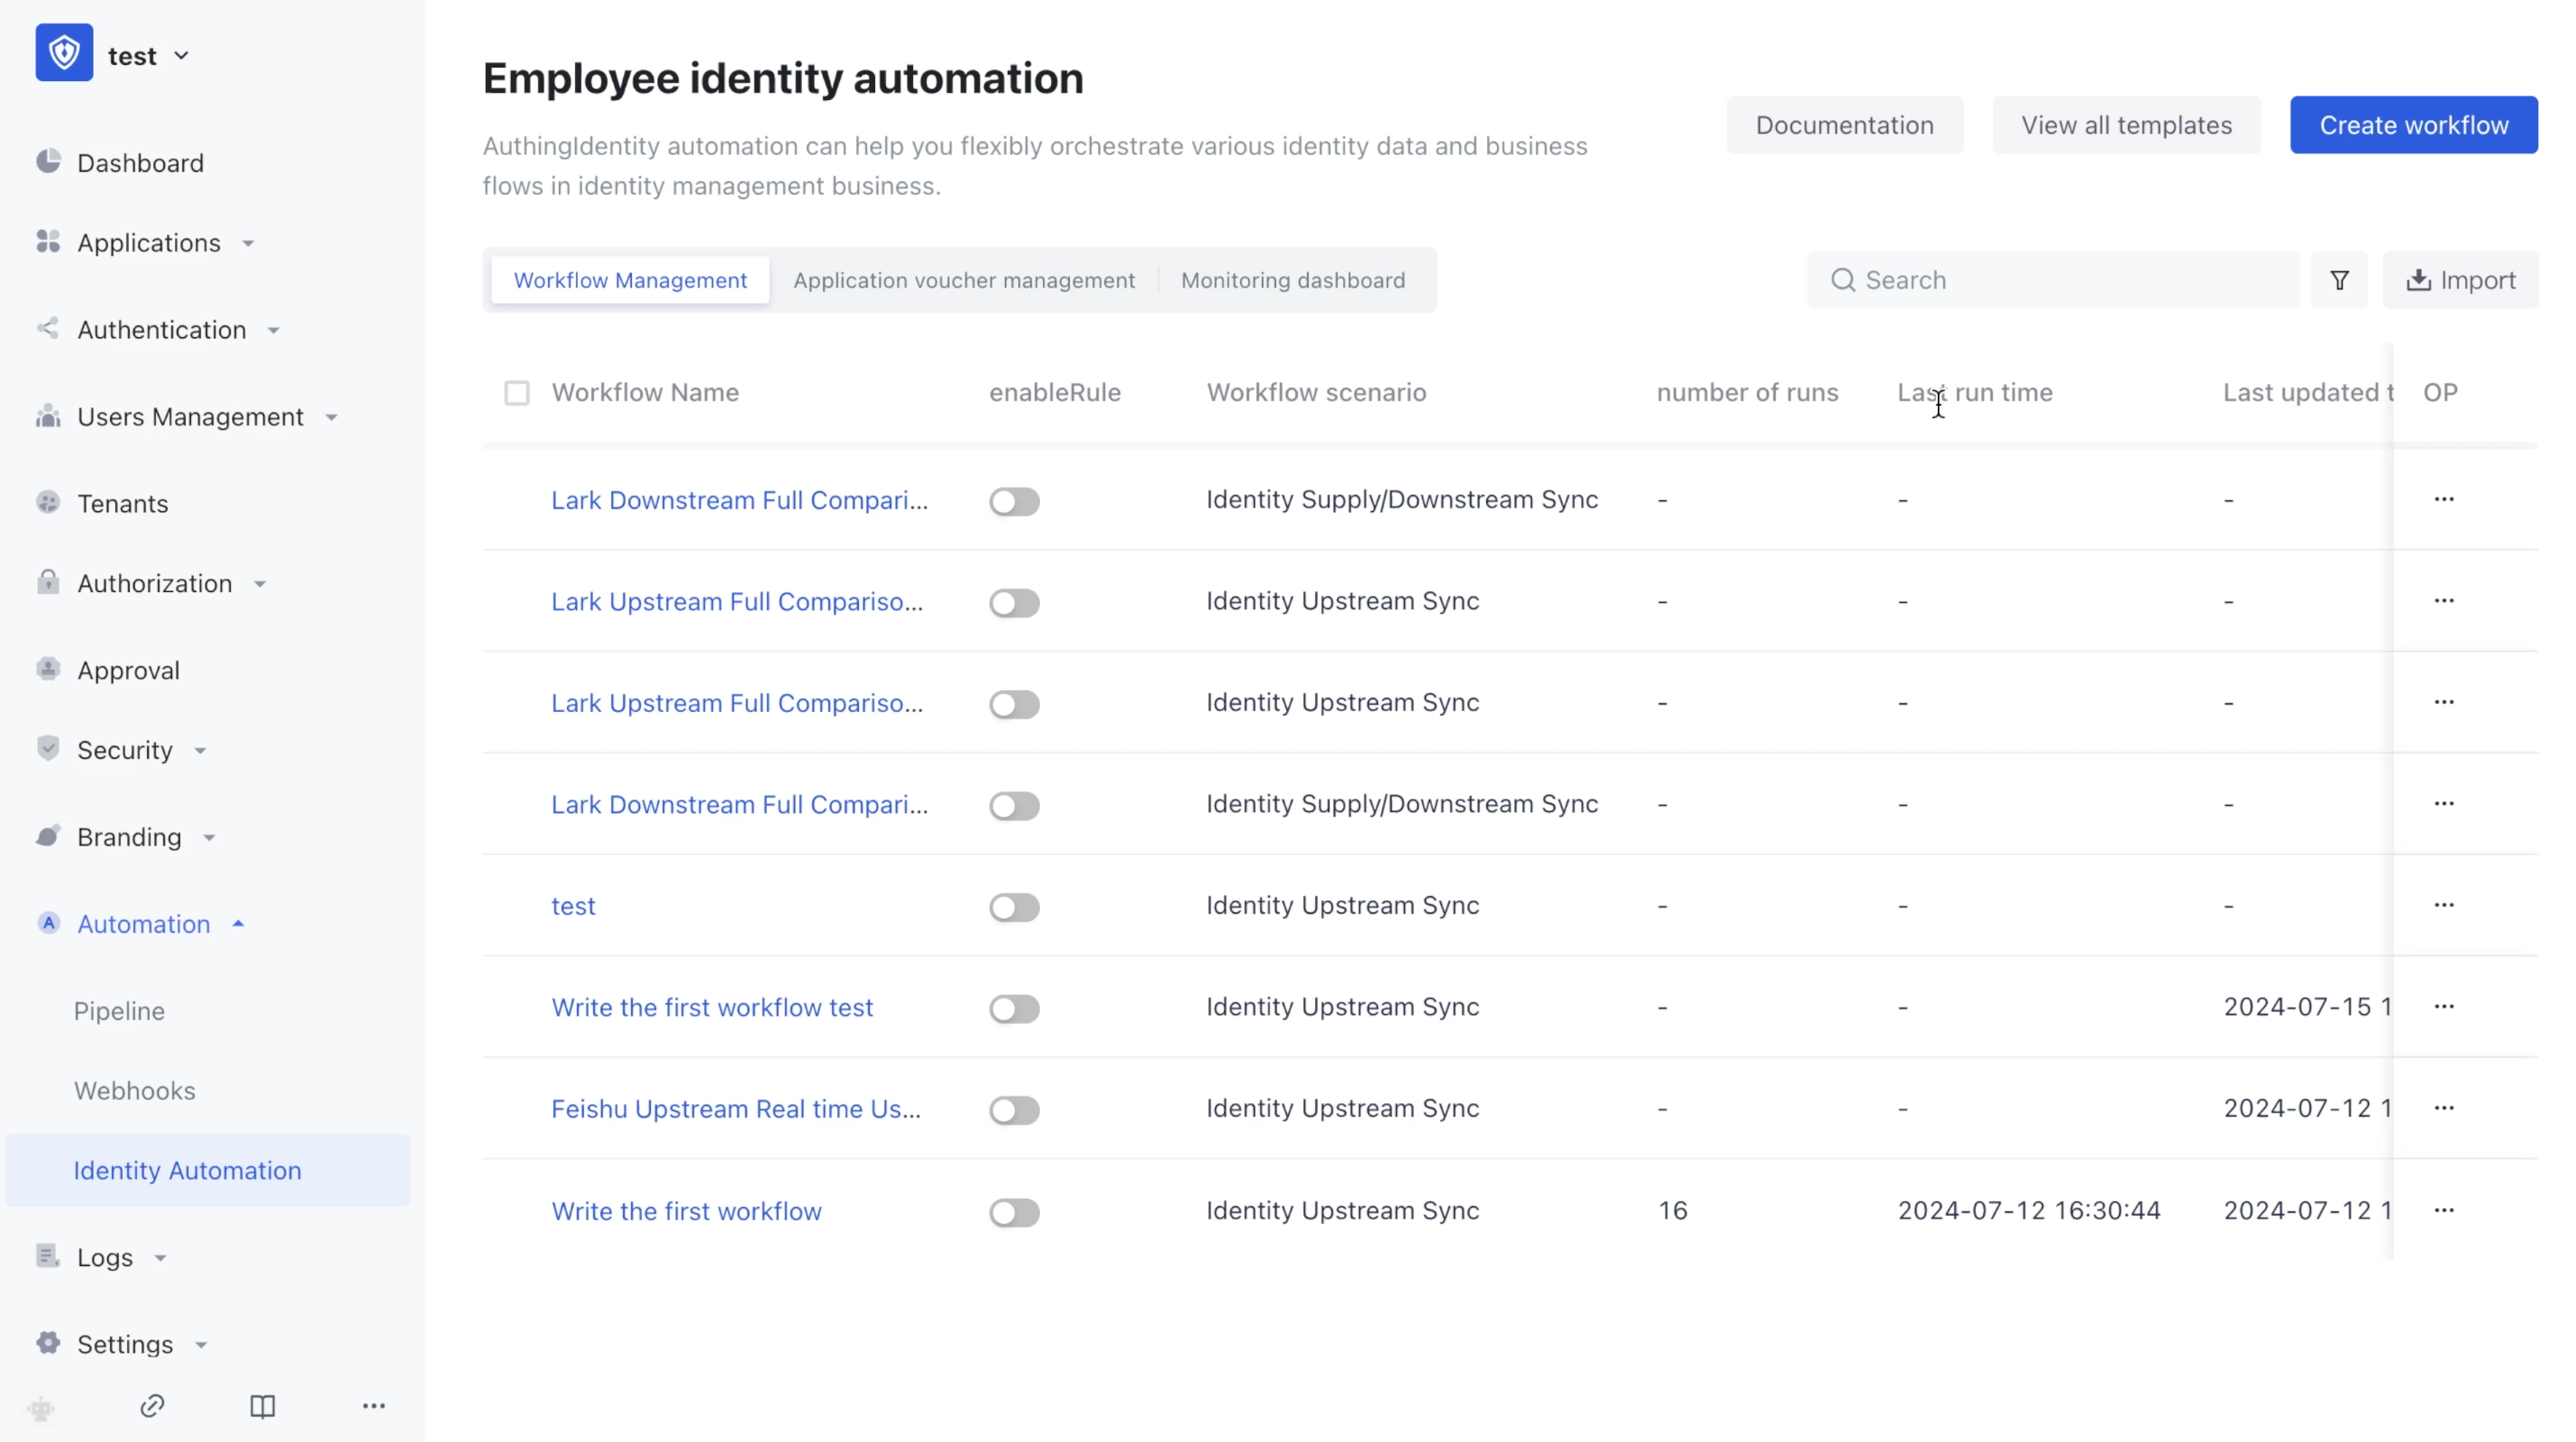 test
Dashboard
Applications
Authentication
Users Management
Tenants
Authorization
Approval
Security
Branding
A Automation
Pipeline
Webhooks
Identity Automation
Logs
Settings
Employee identity automation
AuthingIdentity automation can help you flexibly orchestrate various identity data and business
flows in identity management business.
Documentation
View all templates
Create workflow
Workflow Management
Application voucher management
Monitoring dashboard
Search
Import
Workflow Name enableRule Workflow scenario number of runs Last run time Last updated t OP
Lark Downstream Full Compari... Identity Supply/Downstream Sync - - - ...
Lark Upstream Full Compariso... Identity Upstream Sync - - - ...
Lark Upstream Full Compariso... Identity Upstream Sync - - - ...
Lark Downstream Full Compari... Identity Supply/Downstream Sync - - - ...
test Identity Upstream Sync - - - ...
Write the first workflow test Identity Upstream Sync - - 2024-07-15 1 ...
Feishu Upstream Real time Us... Identity Upstream Sync - - 2024-07-12 1 ...
Write the first workflow Identity Upstream Sync 16 2024-07-12 16:30:44 2024-07-12 1 ...